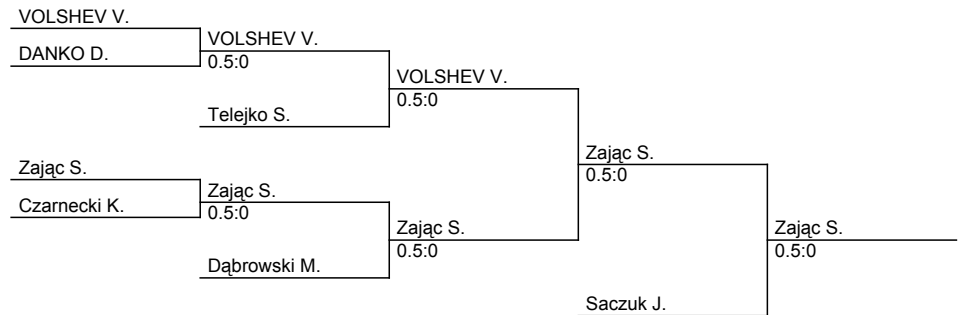 VOLSHEV V.
DANKO D.
VOLSHEV V.
0.5:0
Telejko S.
VOLSHEV V.
0.5:0
Zając S.
Czarnecki K.
Zając S.
0.5:0
Dąbrowski M.
Zając S.
0.5:0
Zając S.
0.5:0
Saczuk J.
Zając S.
0.5:0